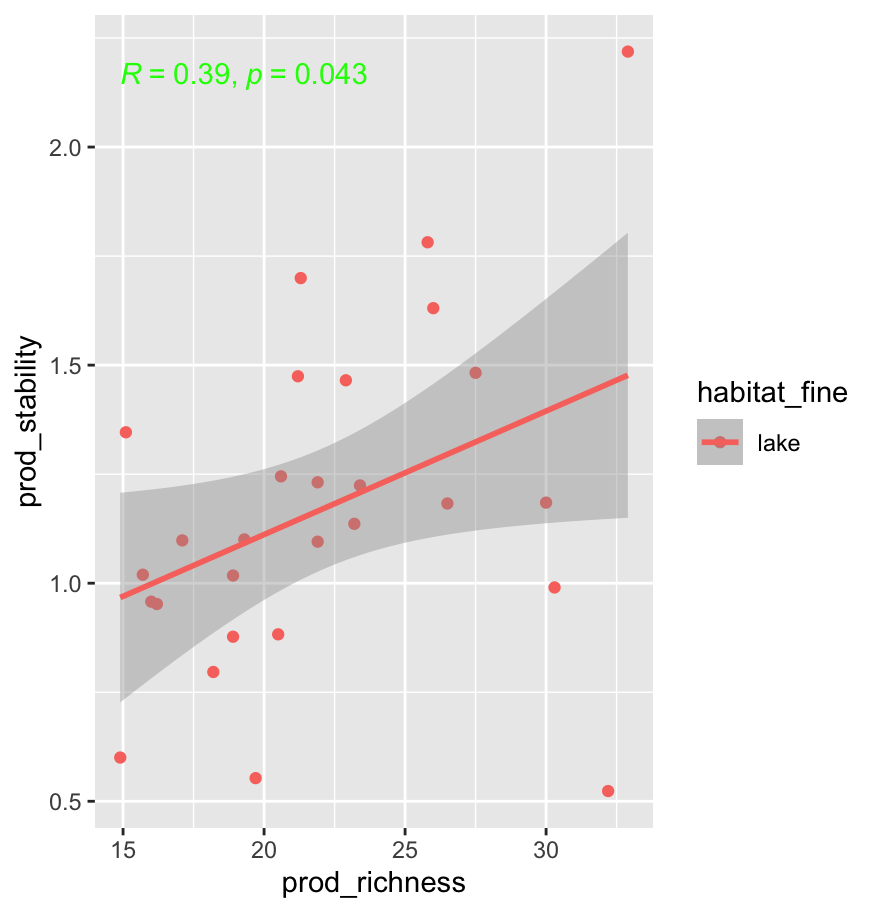 R = 0.39, p = 0.043
2.0
1.5
1.0
0.5
prod_stability
15 20 25 30
prod_richness
habitat_fine
lake